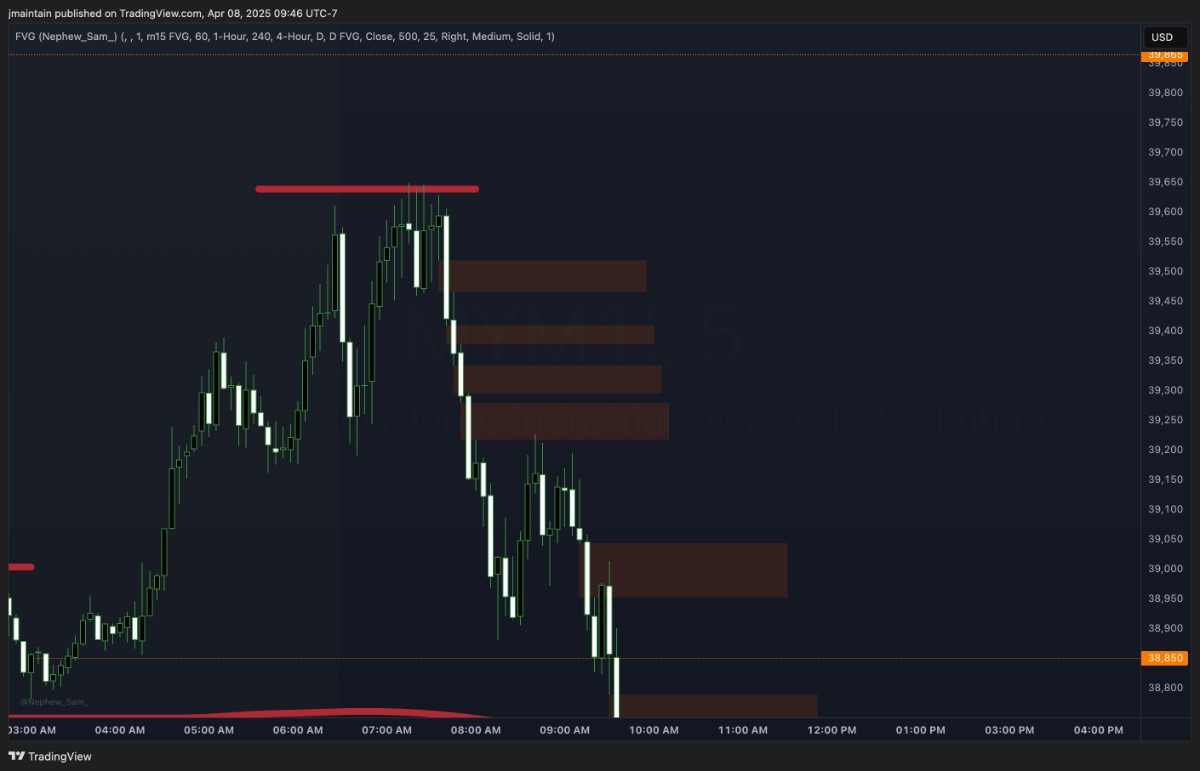 jmaintain published on TradingView.com, Apr 08, 2025 09:46 UTC-7
FVG (Nephew_Sam_) (, , 1, m15 FVG, 60, 1-Hour, 240, 4-Hour, D, D FVG, Close, 500, 25, Right, Medium, Solid, 1)
USD
39,865
39,850
39,800
39,750
39,700
39,650
39,600
39,550
39,500
39,450
39,400
39,350
39,300
39,250
39,200
39,150
39,100
39,050
39,000
38,950
38,900
38,850
38,800
MYM1!, 5
Dow Jones Industrial Average Index Futures
@Nephew_Sam_
03:00 AM 04:00 AM 05:00 AM 06:00 AM 07:00 AM 08:00 AM 09:00 AM 10:00 AM 11:00 AM 12:00 PM 01:00 PM 03:00 PM 04:00 PM
TradingView